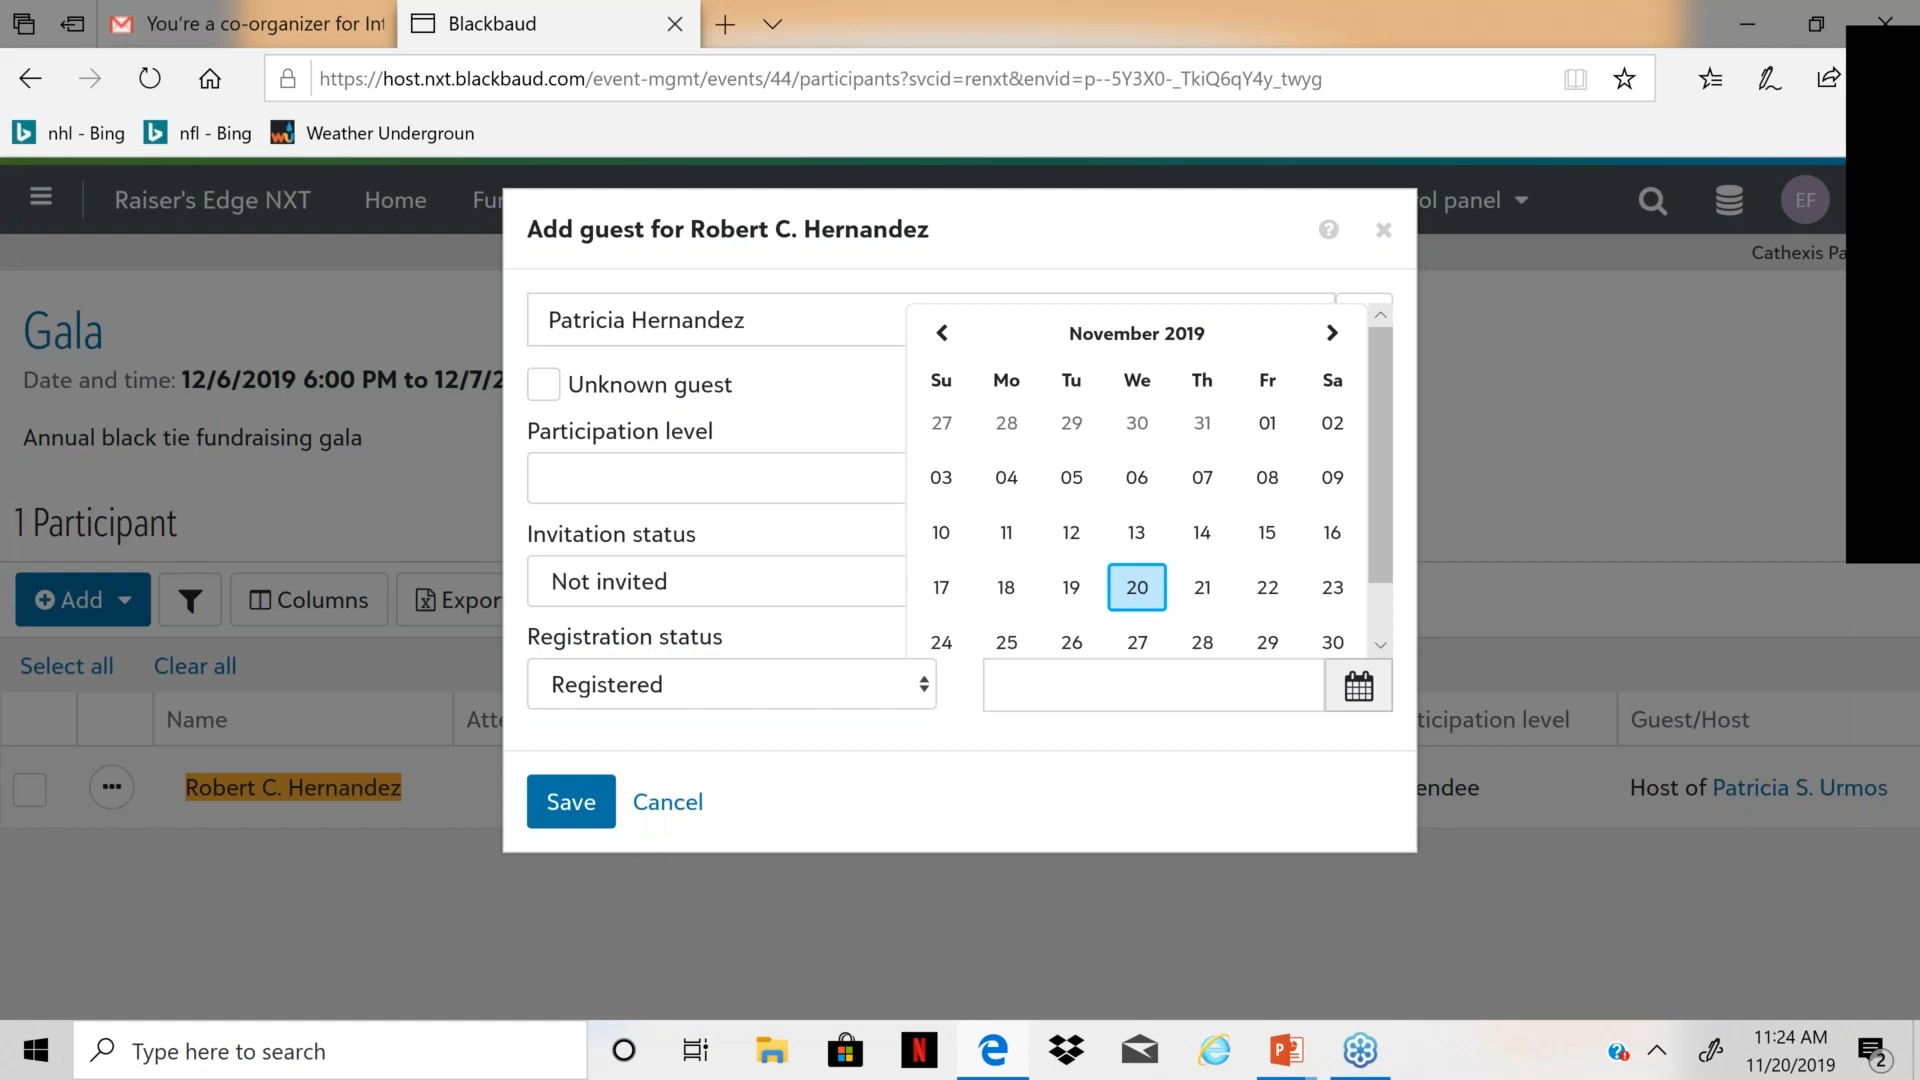 You're a co-organizer for Int
Blackbaud
https://host.nxt.blackbaud.com/event-mgmt/events/44/participants?svcid=renxt&envid=p--5Y3X0-_TkiQ6qY4y_twyg
nhl - Bing
nfl - Bing
Weather Undergroun
Raiser's Edge NXT
Home
Fu
ol panel
EF
Cathexis Pa
Add guest for Robert C. Hernandez
Gala
Date and time: 12/6/2019 6:00 PM to 12/7/2
Annual black tie fundraising gala
1 Participant
Add
Columns
Expor
Select all
Clear all
Name
Atte
ticipation level
Guest/Host
Robert C. Hernandez
endee
Host of Patricia S. Urmos
Patricia Hernandez
Unknown guest
Participation level
Invitation status
Not invited
Registration status
Registered
November 2019
Su Mo Tu We Th Fr Sa
27 28 29 30 31 01 02
03 04 05 06 07 08 09
10 11 12 13 14 15 16
17 18 19 20 21 22 23
24 25 26 27 28 29 30
Save
Cancel
Type here to search
11:24 AM
11/20/2019
2